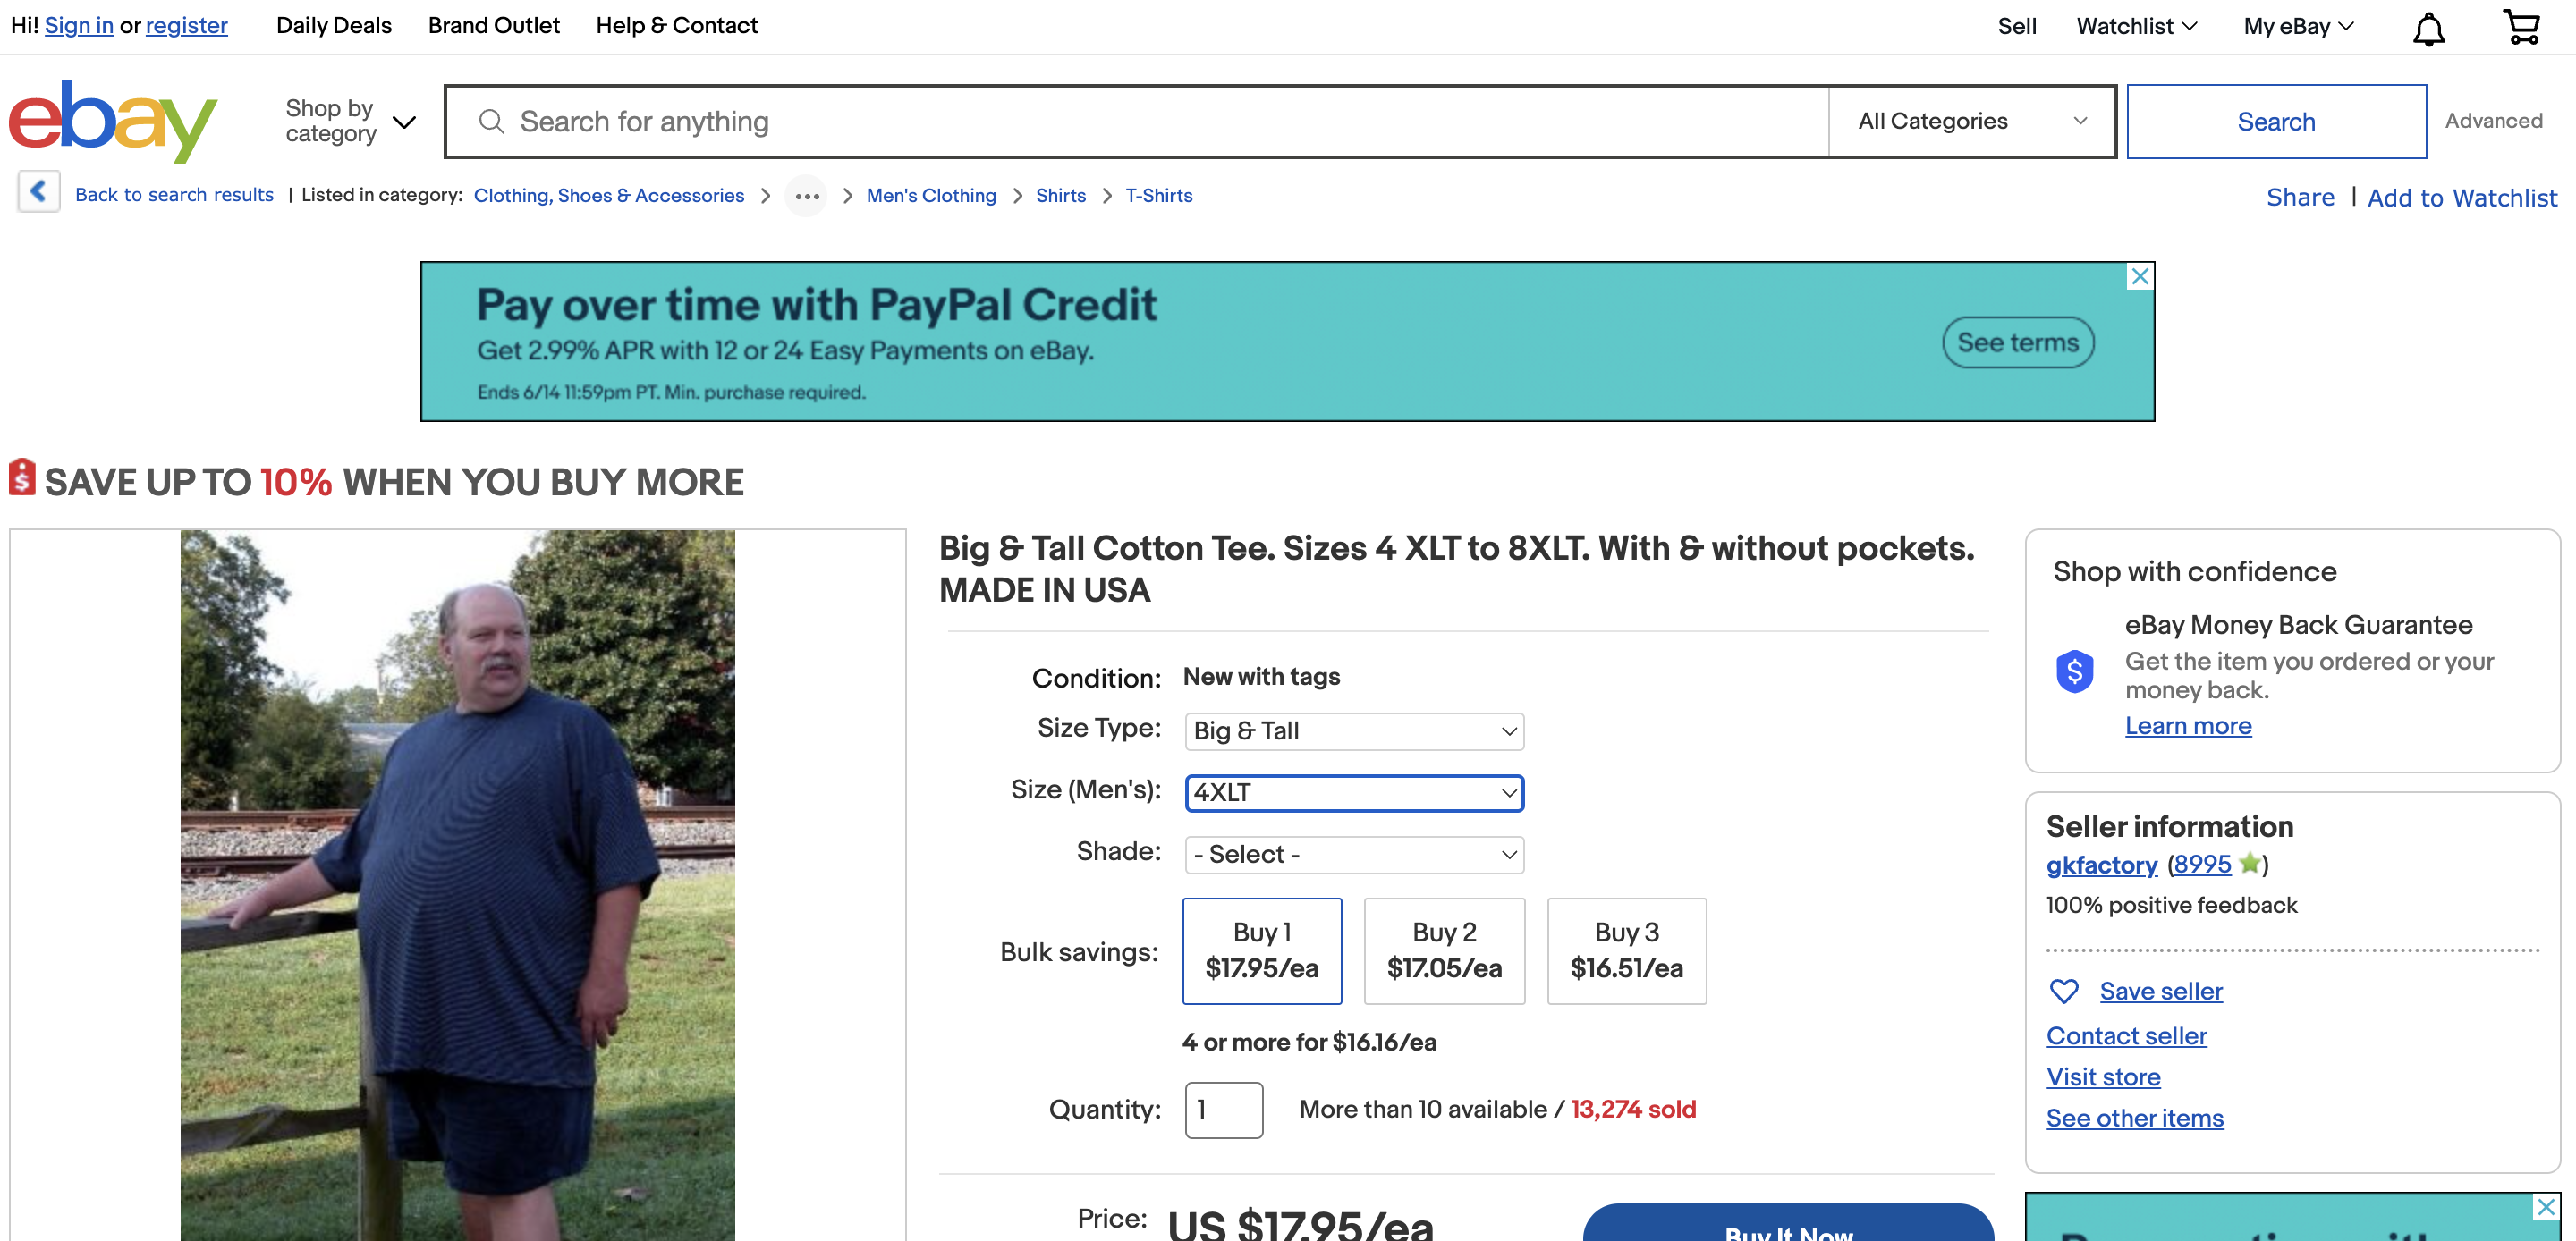 Hi! Sign in or register Daily Deals Brand Outlet Help & Contact Sell Watchlist My eBay
ebay Shop by category Search for anything All Categories Search Advanced
Back to search results | Listed in category: Clothing, Shoes & Accessories > ... > Men's Clothing > Shirts > T-Shirts Share | Add to Watchlist
Pay over time with PayPal Credit
Get 2.99% APR with 12 or 24 Easy Payments on eBay.
Ends 6/14 11:59pm PT. Min. purchase required.
See terms
SAVE UP TO 10% WHEN YOU BUY MORE
Big & Tall Cotton Tee. Sizes 4 XLT to 8XLT. With & without pockets.
MADE IN USA
Condition: New with tags
Size Type: Big & Tall
Size (Men's): 4XLT
Shade: - Select -
Bulk savings:
Buy 1
$17.95/ea
Buy 2
$17.05/ea
Buy 3
$16.51/ea
4 or more for $16.16/ea
Quantity: 1 More than 10 available / 13,274 sold
Price: US $17.95/ea
Buy It Now
Shop with confidence
eBay Money Back Guarantee
Get the item you ordered or your
money back.
Learn more
Seller information
gkfactory (8995)
100% positive feedback
Save seller
Contact seller
Visit store
See other items